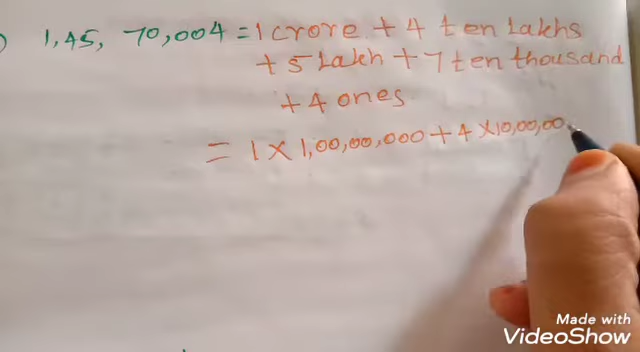 ) 1,45, 70,004 = 1 crore + 4 ten lakhs
+ 5 lakh + 7 ten thousand
+ 4 ones
= 1 × 1,00,00,000 + 4 × 10,00,00
Made with
VideoShow